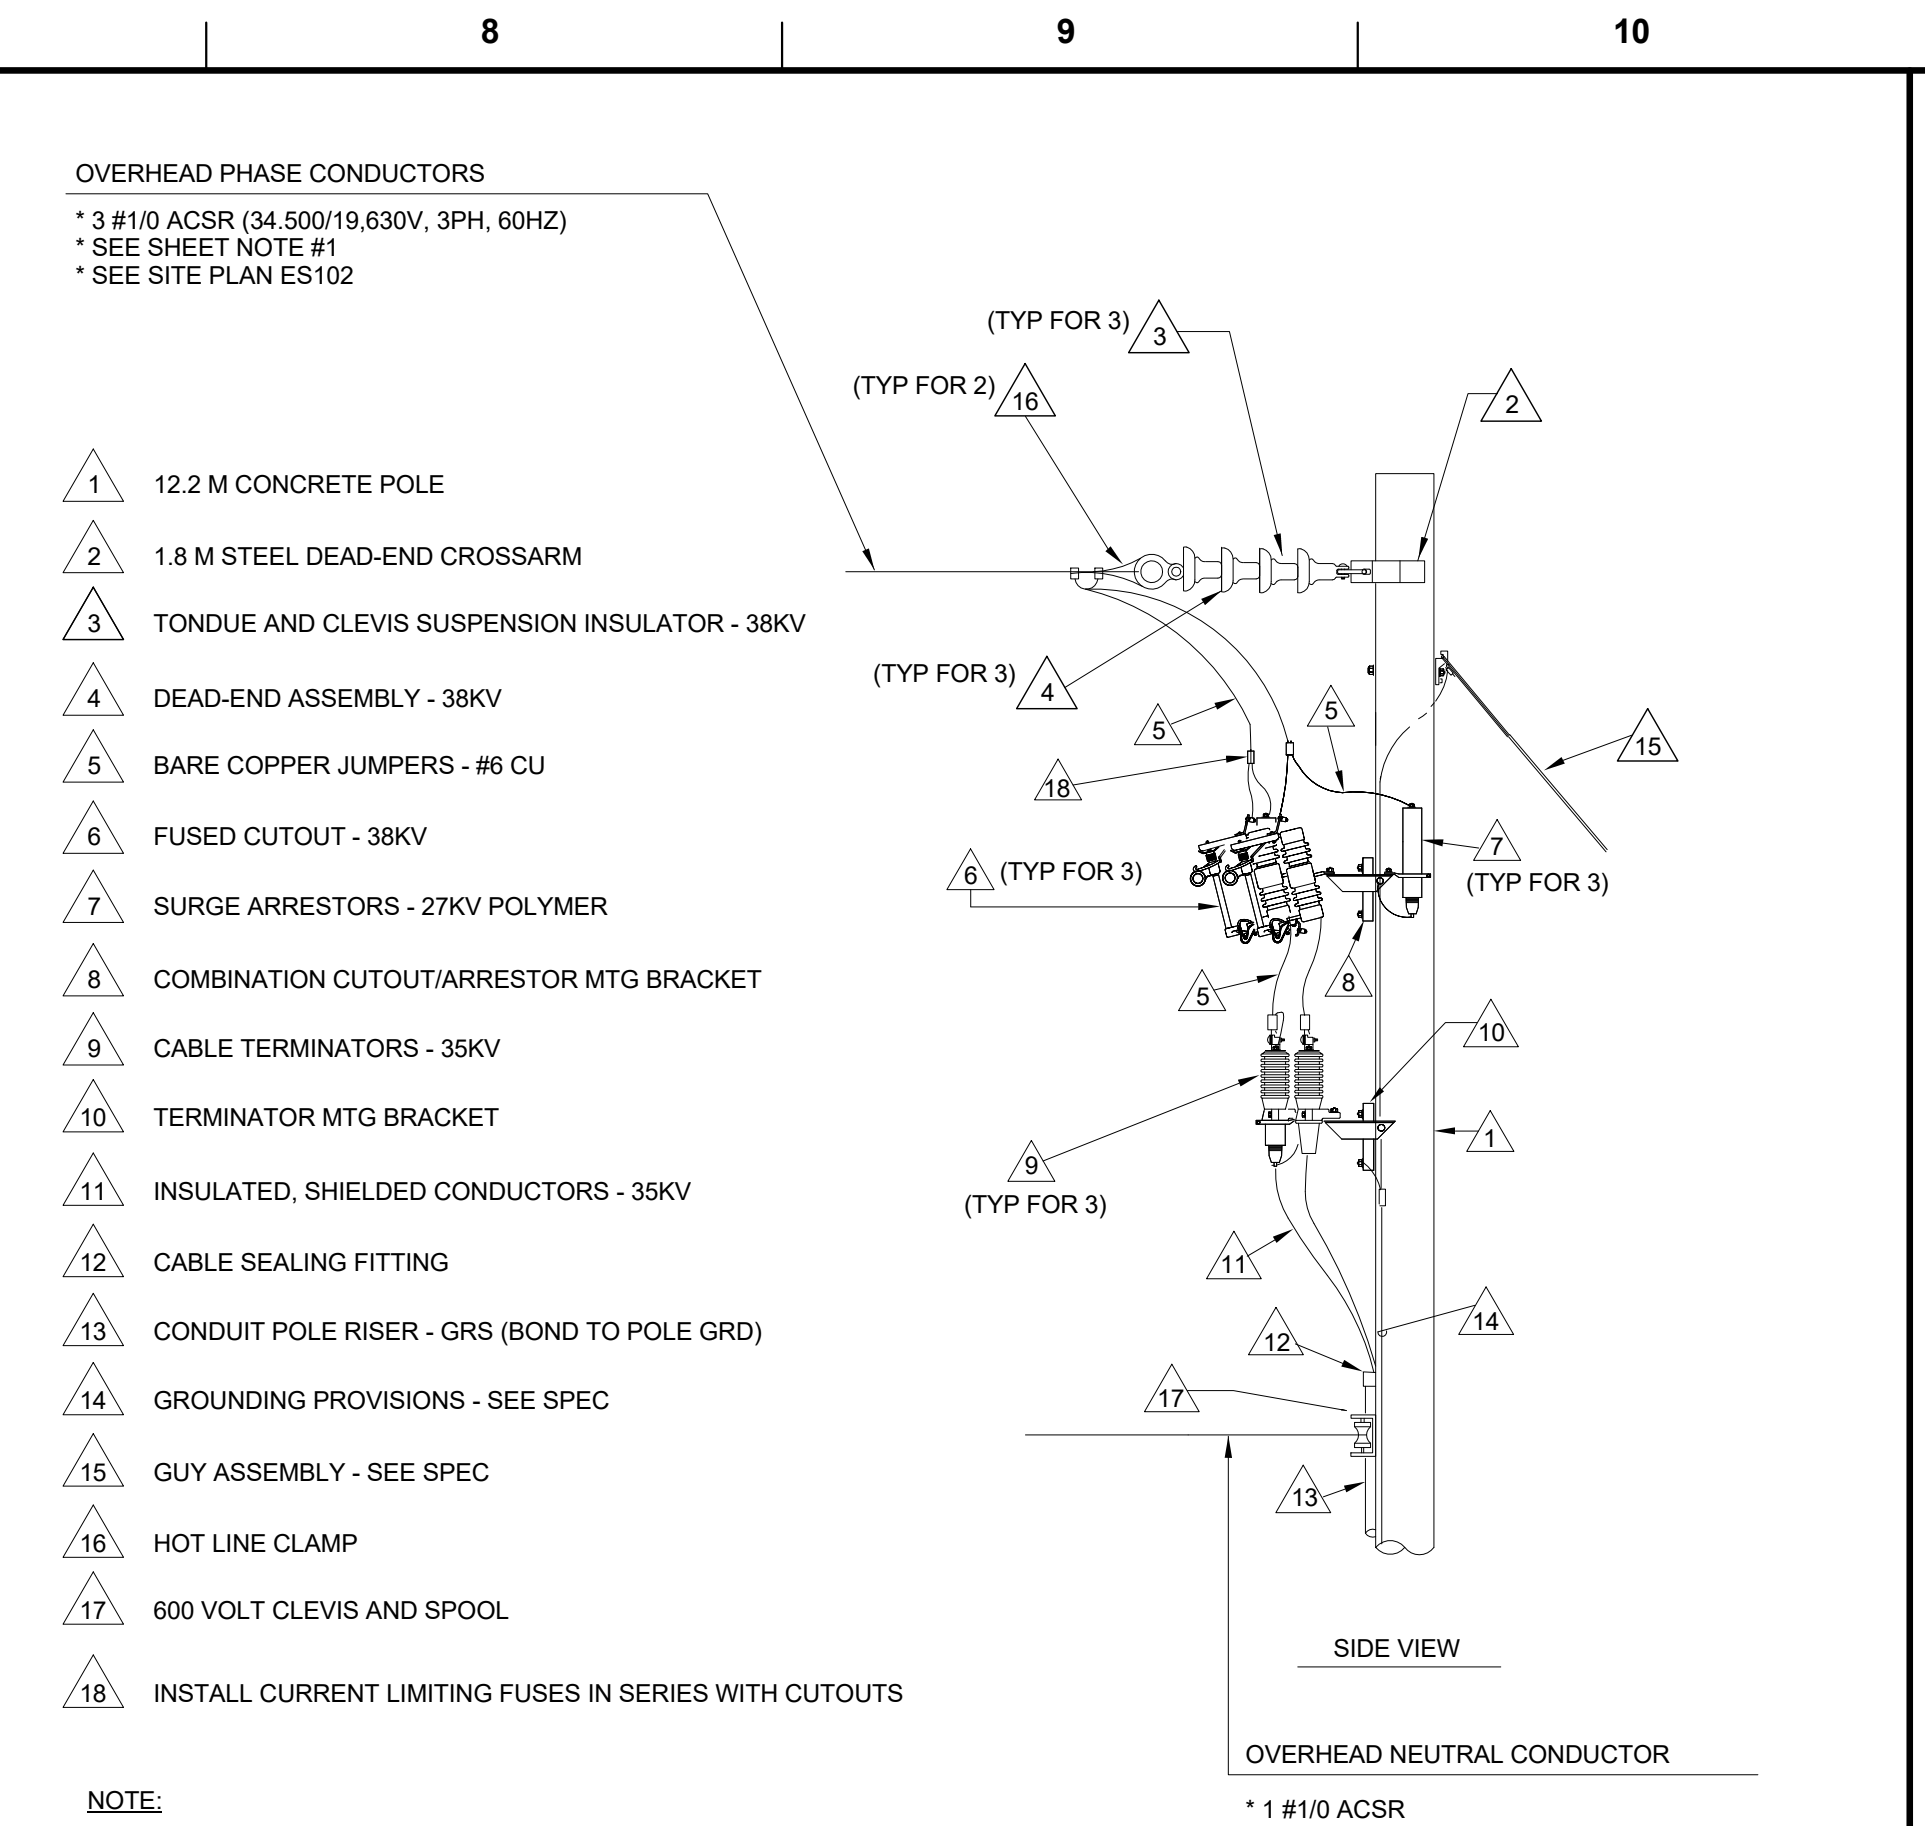 8
9
10
OVERHEAD PHASE CONDUCTORS
* 3 #1/0 ACSR (34.500/19,630V, 3PH, 60HZ)
* SEE SHEET NOTE #1
* SEE SITE PLAN ES102
1 12.2 M CONCRETE POLE
2 1.8 M STEEL DEAD-END CROSSARM
3 TONDUE AND CLEVIS SUSPENSION INSULATOR - 38KV
4 DEAD-END ASSEMBLY - 38KV
5 BARE COPPER JUMPERS - #6 CU
6 FUSED CUTOUT - 38KV
7 SURGE ARRESTORS - 27KV POLYMER
8 COMBINATION CUTOUT/ARRESTOR MTG BRACKET
9 CABLE TERMINATORS - 35KV
10 TERMINATOR MTG BRACKET
11 INSULATED, SHIELDED CONDUCTORS - 35KV
12 CABLE SEALING FITTING
13 CONDUIT POLE RISER - GRS (BOND TO POLE GRD)
14 GROUNDING PROVISIONS - SEE SPEC
15 GUY ASSEMBLY - SEE SPEC
16 HOT LINE CLAMP
17 600 VOLT CLEVIS AND SPOOL
18 INSTALL CURRENT LIMITING FUSES IN SERIES WITH CUTOUTS
NOTE:
(TYP FOR 3) 3
(TYP FOR 2) 16
2
(TYP FOR 3) 4
5
5
15
18
7
(TYP FOR 3)
6 (TYP FOR 3)
5
8
10
9
(TYP FOR 3)
1
11
14
12
17
13
SIDE VIEW
OVERHEAD NEUTRAL CONDUCTOR
* 1 #1/0 ACSR